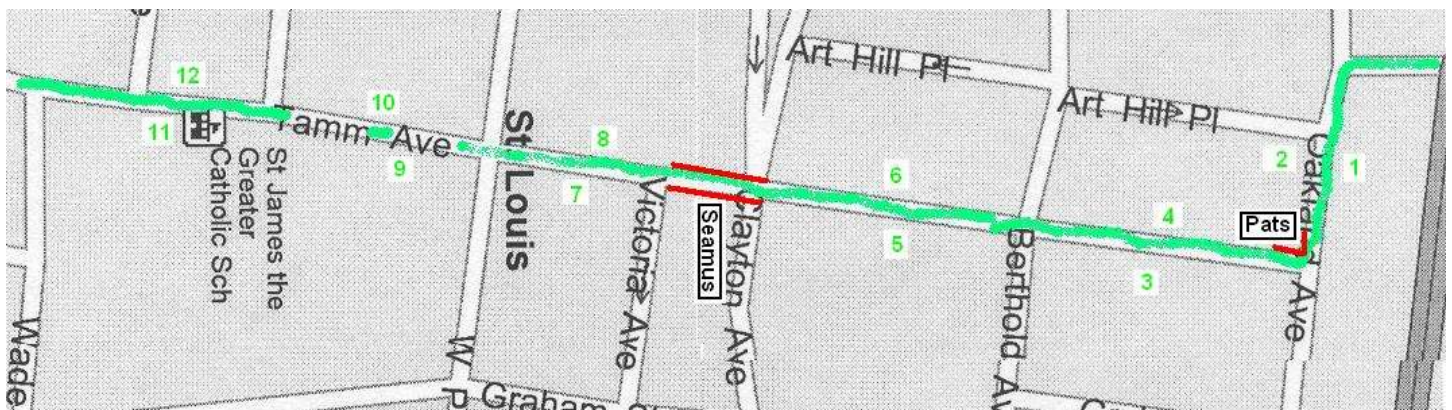 Art Hill Pl
Art Hill Pl
12
10
8
6
4
2
1
11
9
7
5
3
Tamm Ave
St. Louis
St James the
Greater
Catholic Sch
Seamus
Pats
Victoria Ave
Clayton Ave
Berthold Av
Oakland Ave
Wade
W P
Graham